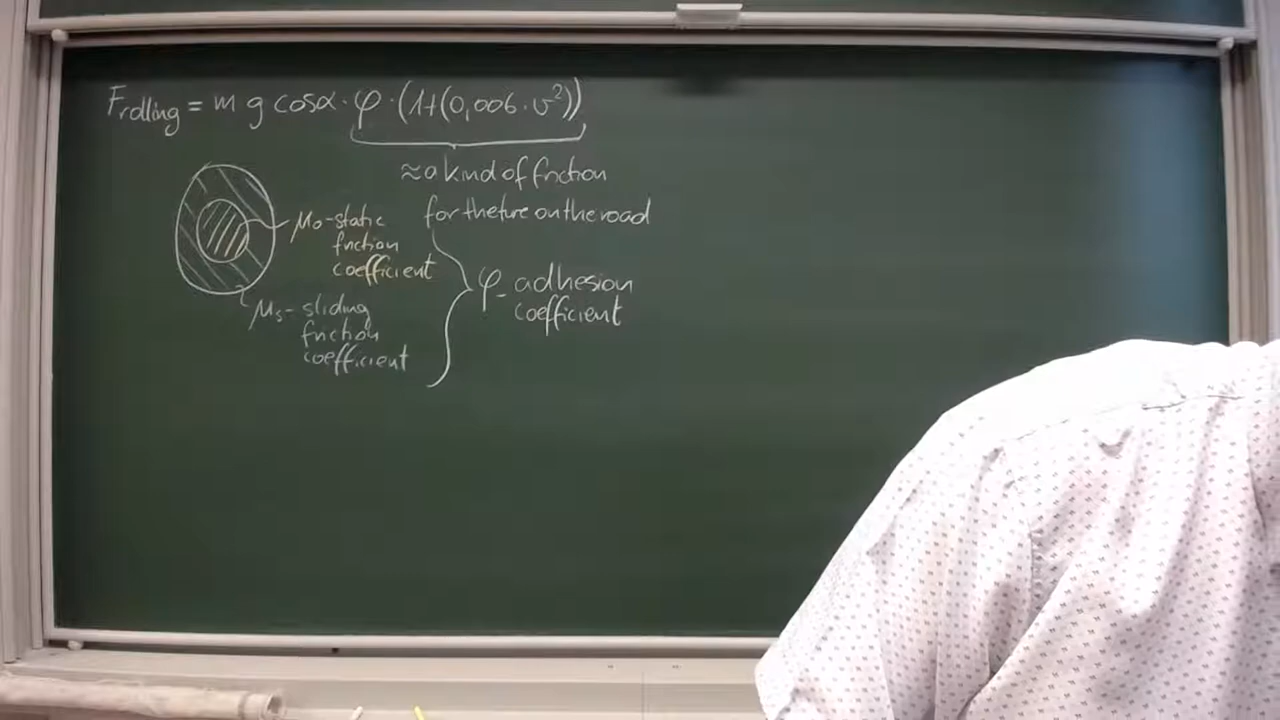 Frolling = m g cosα · φ · (1+(0,006 · v²))
≈ a kind of friction
for the tire on the road
μ0 - static
friction
coefficient
μs - sliding
friction
coefficient
φ - adhesion
coefficient